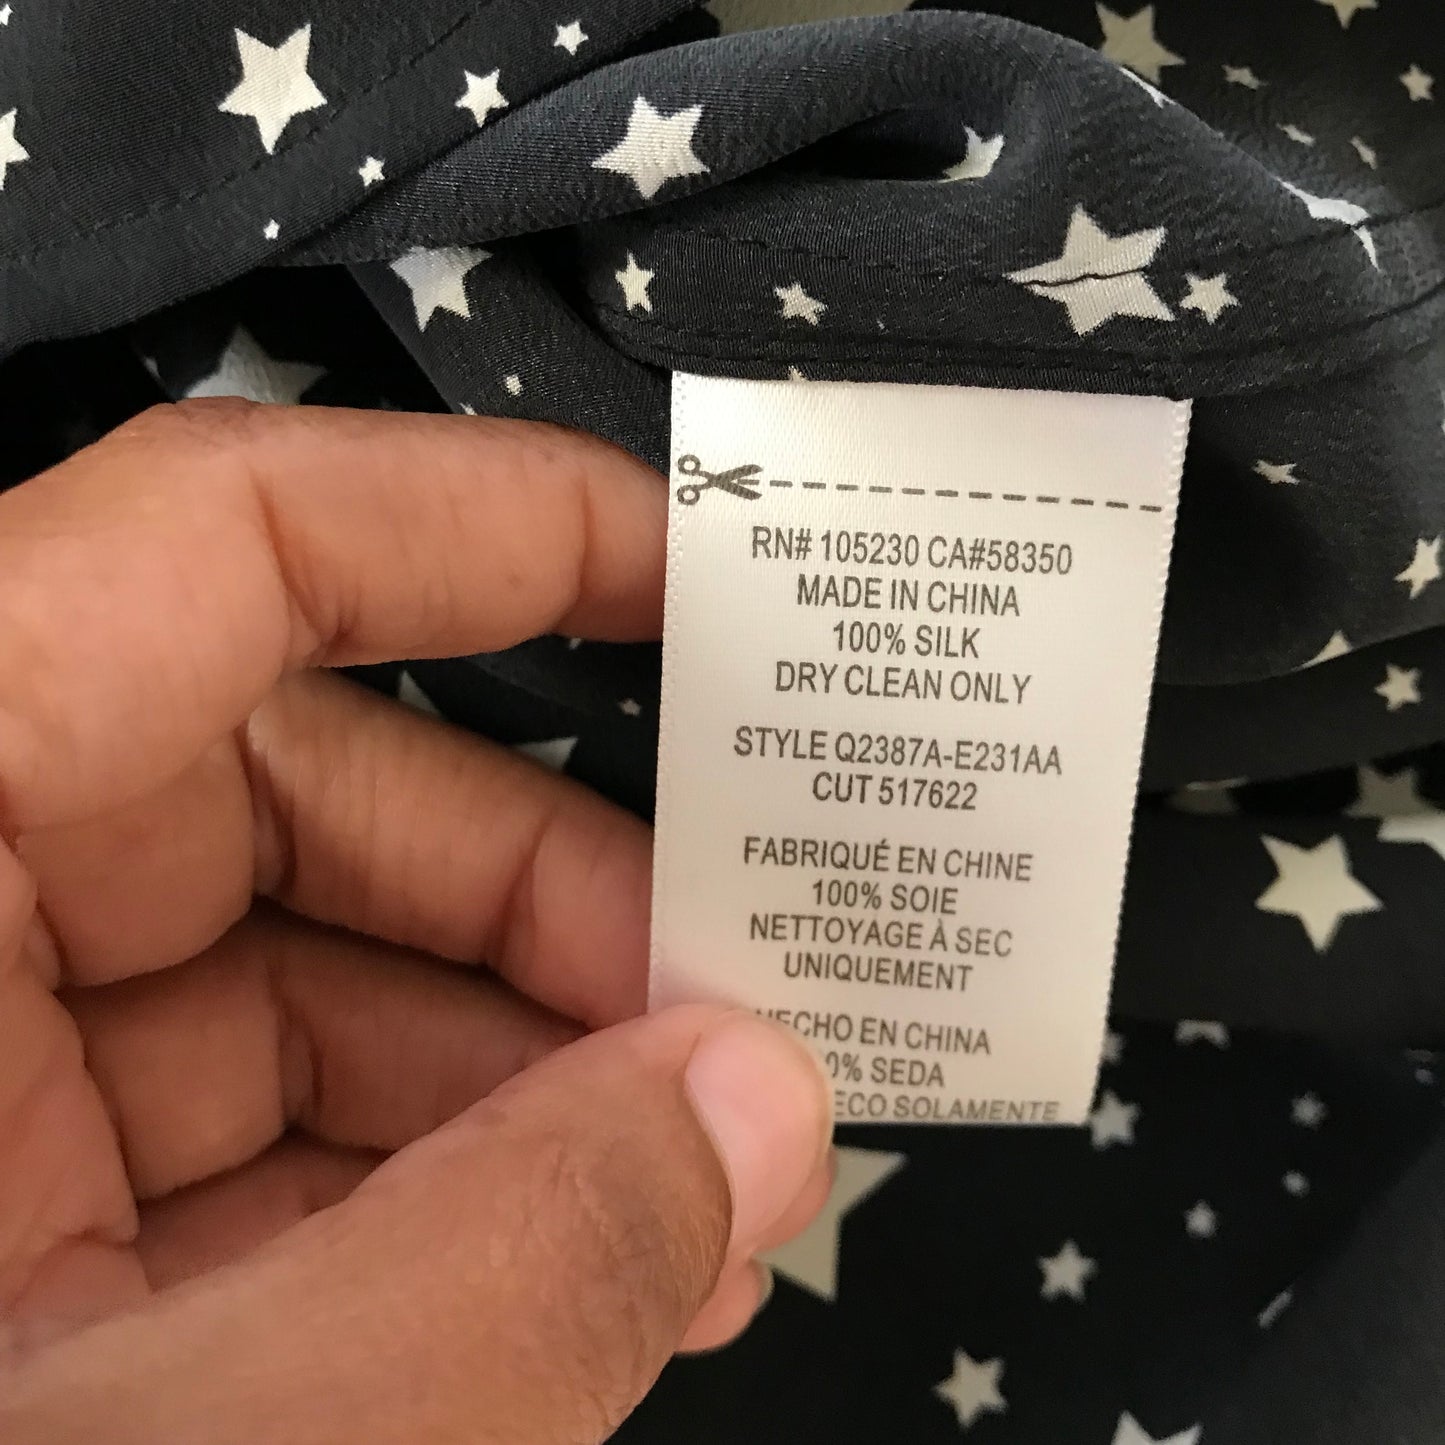 RN# 105230 CA#58350
MADE IN CHINA
100% SILK
DRY CLEAN ONLY
STYLE Q2387A-E231AA
CUT 517622
FABRIQUÉ EN CHINE
100% SOIE
NETTOYAGE À SEC
UNIQUEMENT
HECHO EN CHINA
0% SEDA
ECO SOLAMENTE